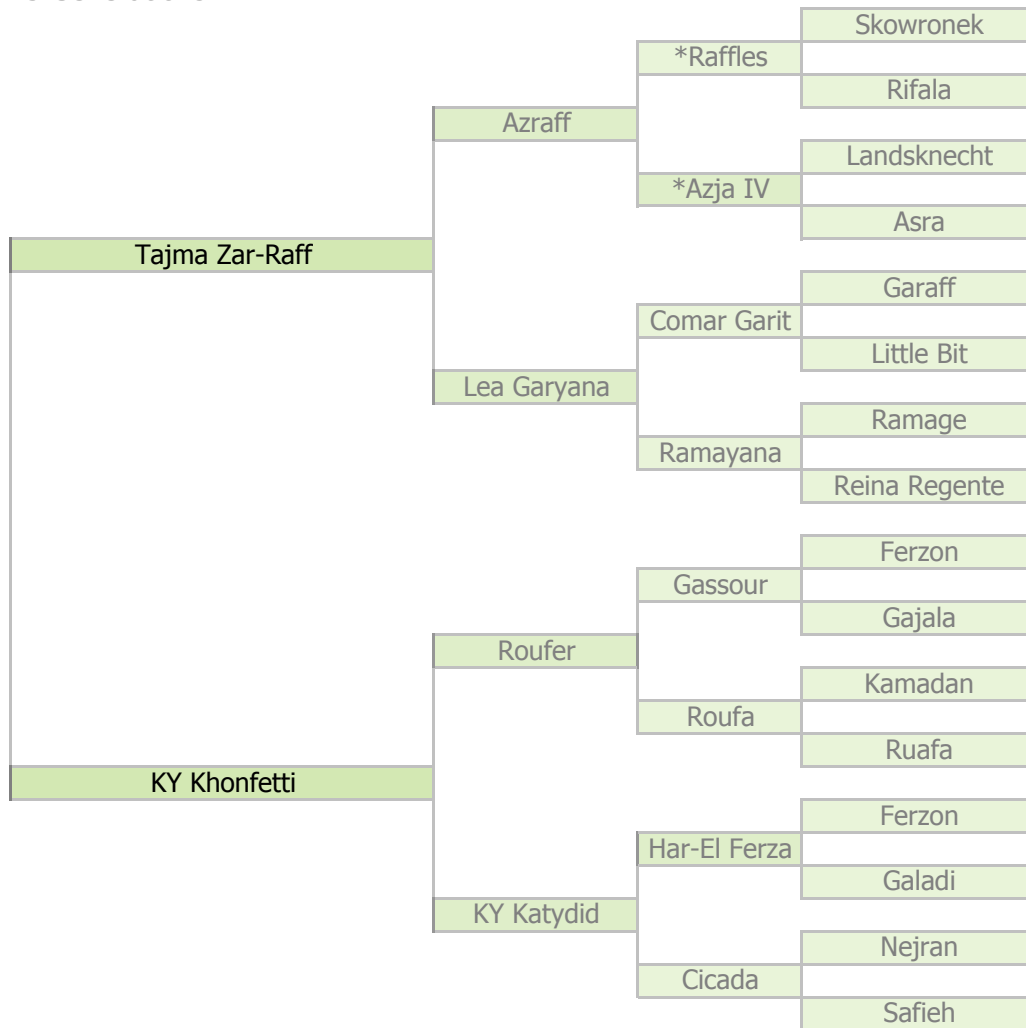 Skowronek
*Raffles
Rifala
Azraff
Landsknecht
*Azja IV
Asra
Tajma Zar-Raff
Garaff
Comar Garit
Little Bit
Lea Garyana
Ramage
Ramayana
Reina Regente
Ferzon
Gassour
Gajala
Roufer
Kamadan
Roufa
Ruafa
KY Khonfetti
Ferzon
Har-El Ferza
Galadi
KY Katydid
Nejran
Cicada
Safieh